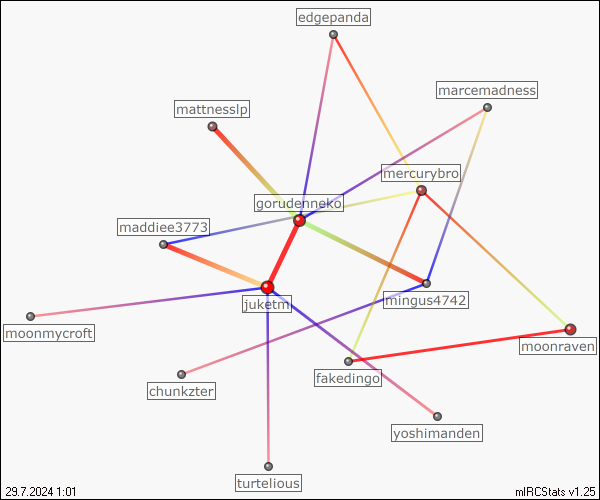 edgepanda
marcemadness
mattnesslp
mercurybro
gorudenneko
maddiee3773
mingus4742
juketm
moonmycroft
moonraven
fakedingo
chunkzter
yoshimanden
turtelious
29.7.2024 1:01
mIRCStats v1.25